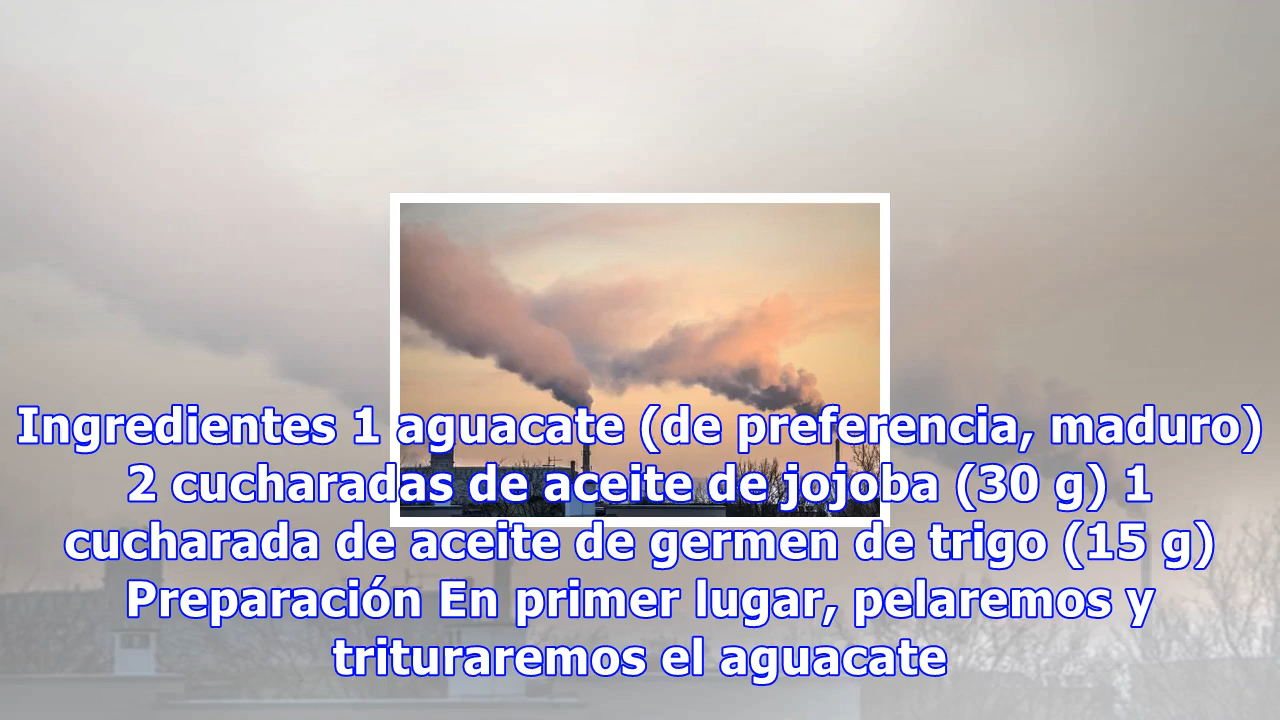 Ingredientes 1 aguacate (de preferencia, maduro)
2 cucharadas de aceite de jojoba (30 g) 1
cucharada de aceite de germen de trigo (15 g)
Preparación En primer lugar, pelaremos y
trituraremos el aguacate